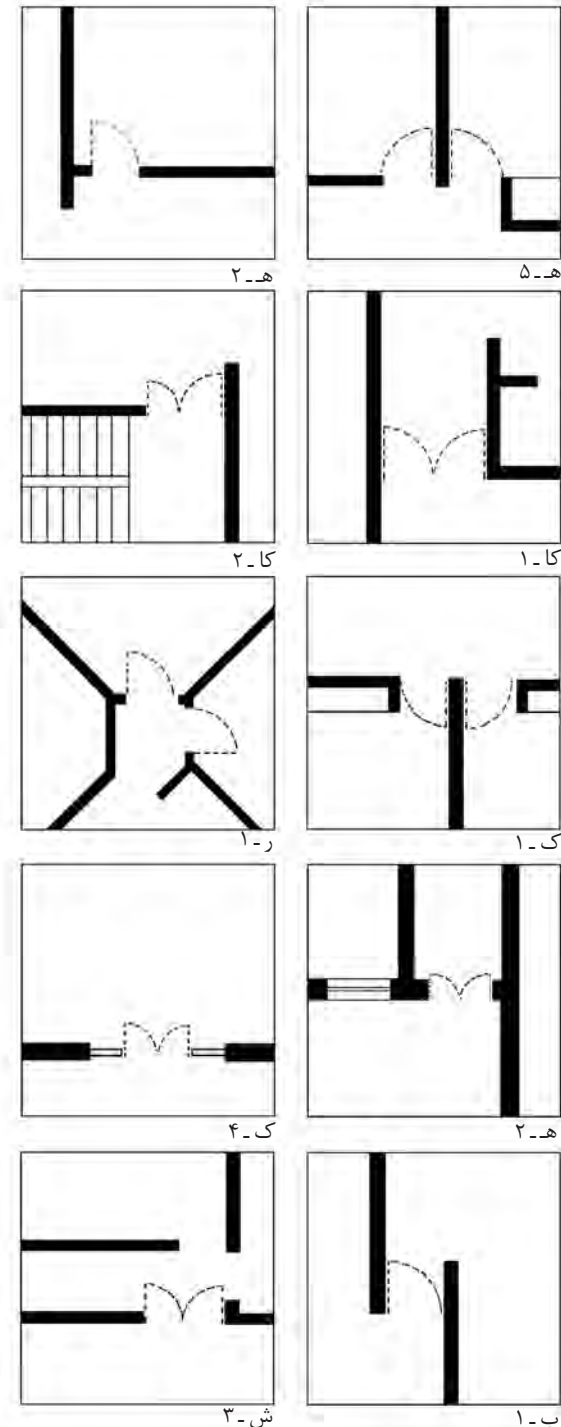 هـ ـ ۵
هـ ـ ۲
کا ـ ۱
کا ـ ۲
ک ـ ۱
ر ـ ۱
هـ ـ ۲
ک ـ ۴
ب ـ ۱
ش ـ ۳